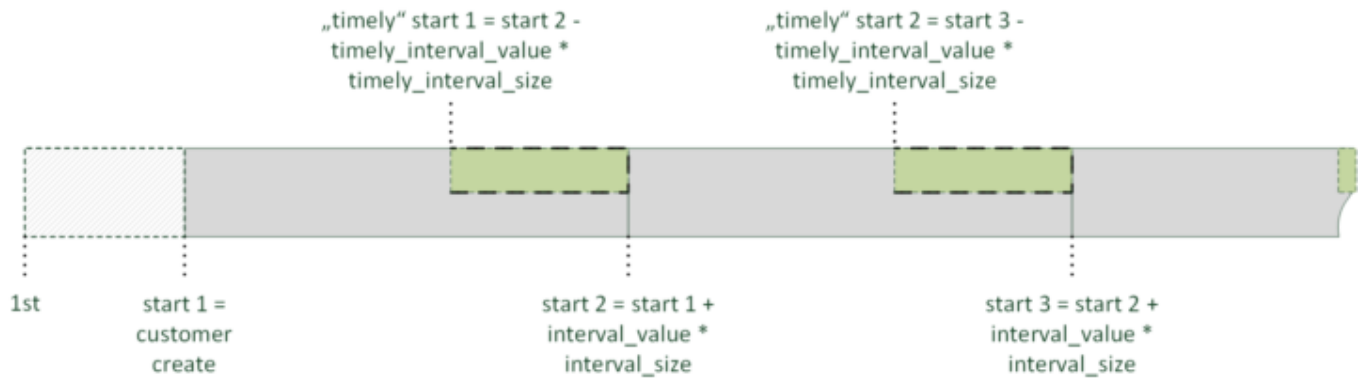 „timely“ start 1 = start 2 -
timely_interval_value *
timely_interval_size
„timely“ start 2 = start 3 -
timely_interval_value *
timely_interval_size
1st
start 1 =
customer
create
start 2 = start 1 +
interval_value *
interval_size
start 3 = start 2 +
interval_value *
interval_size